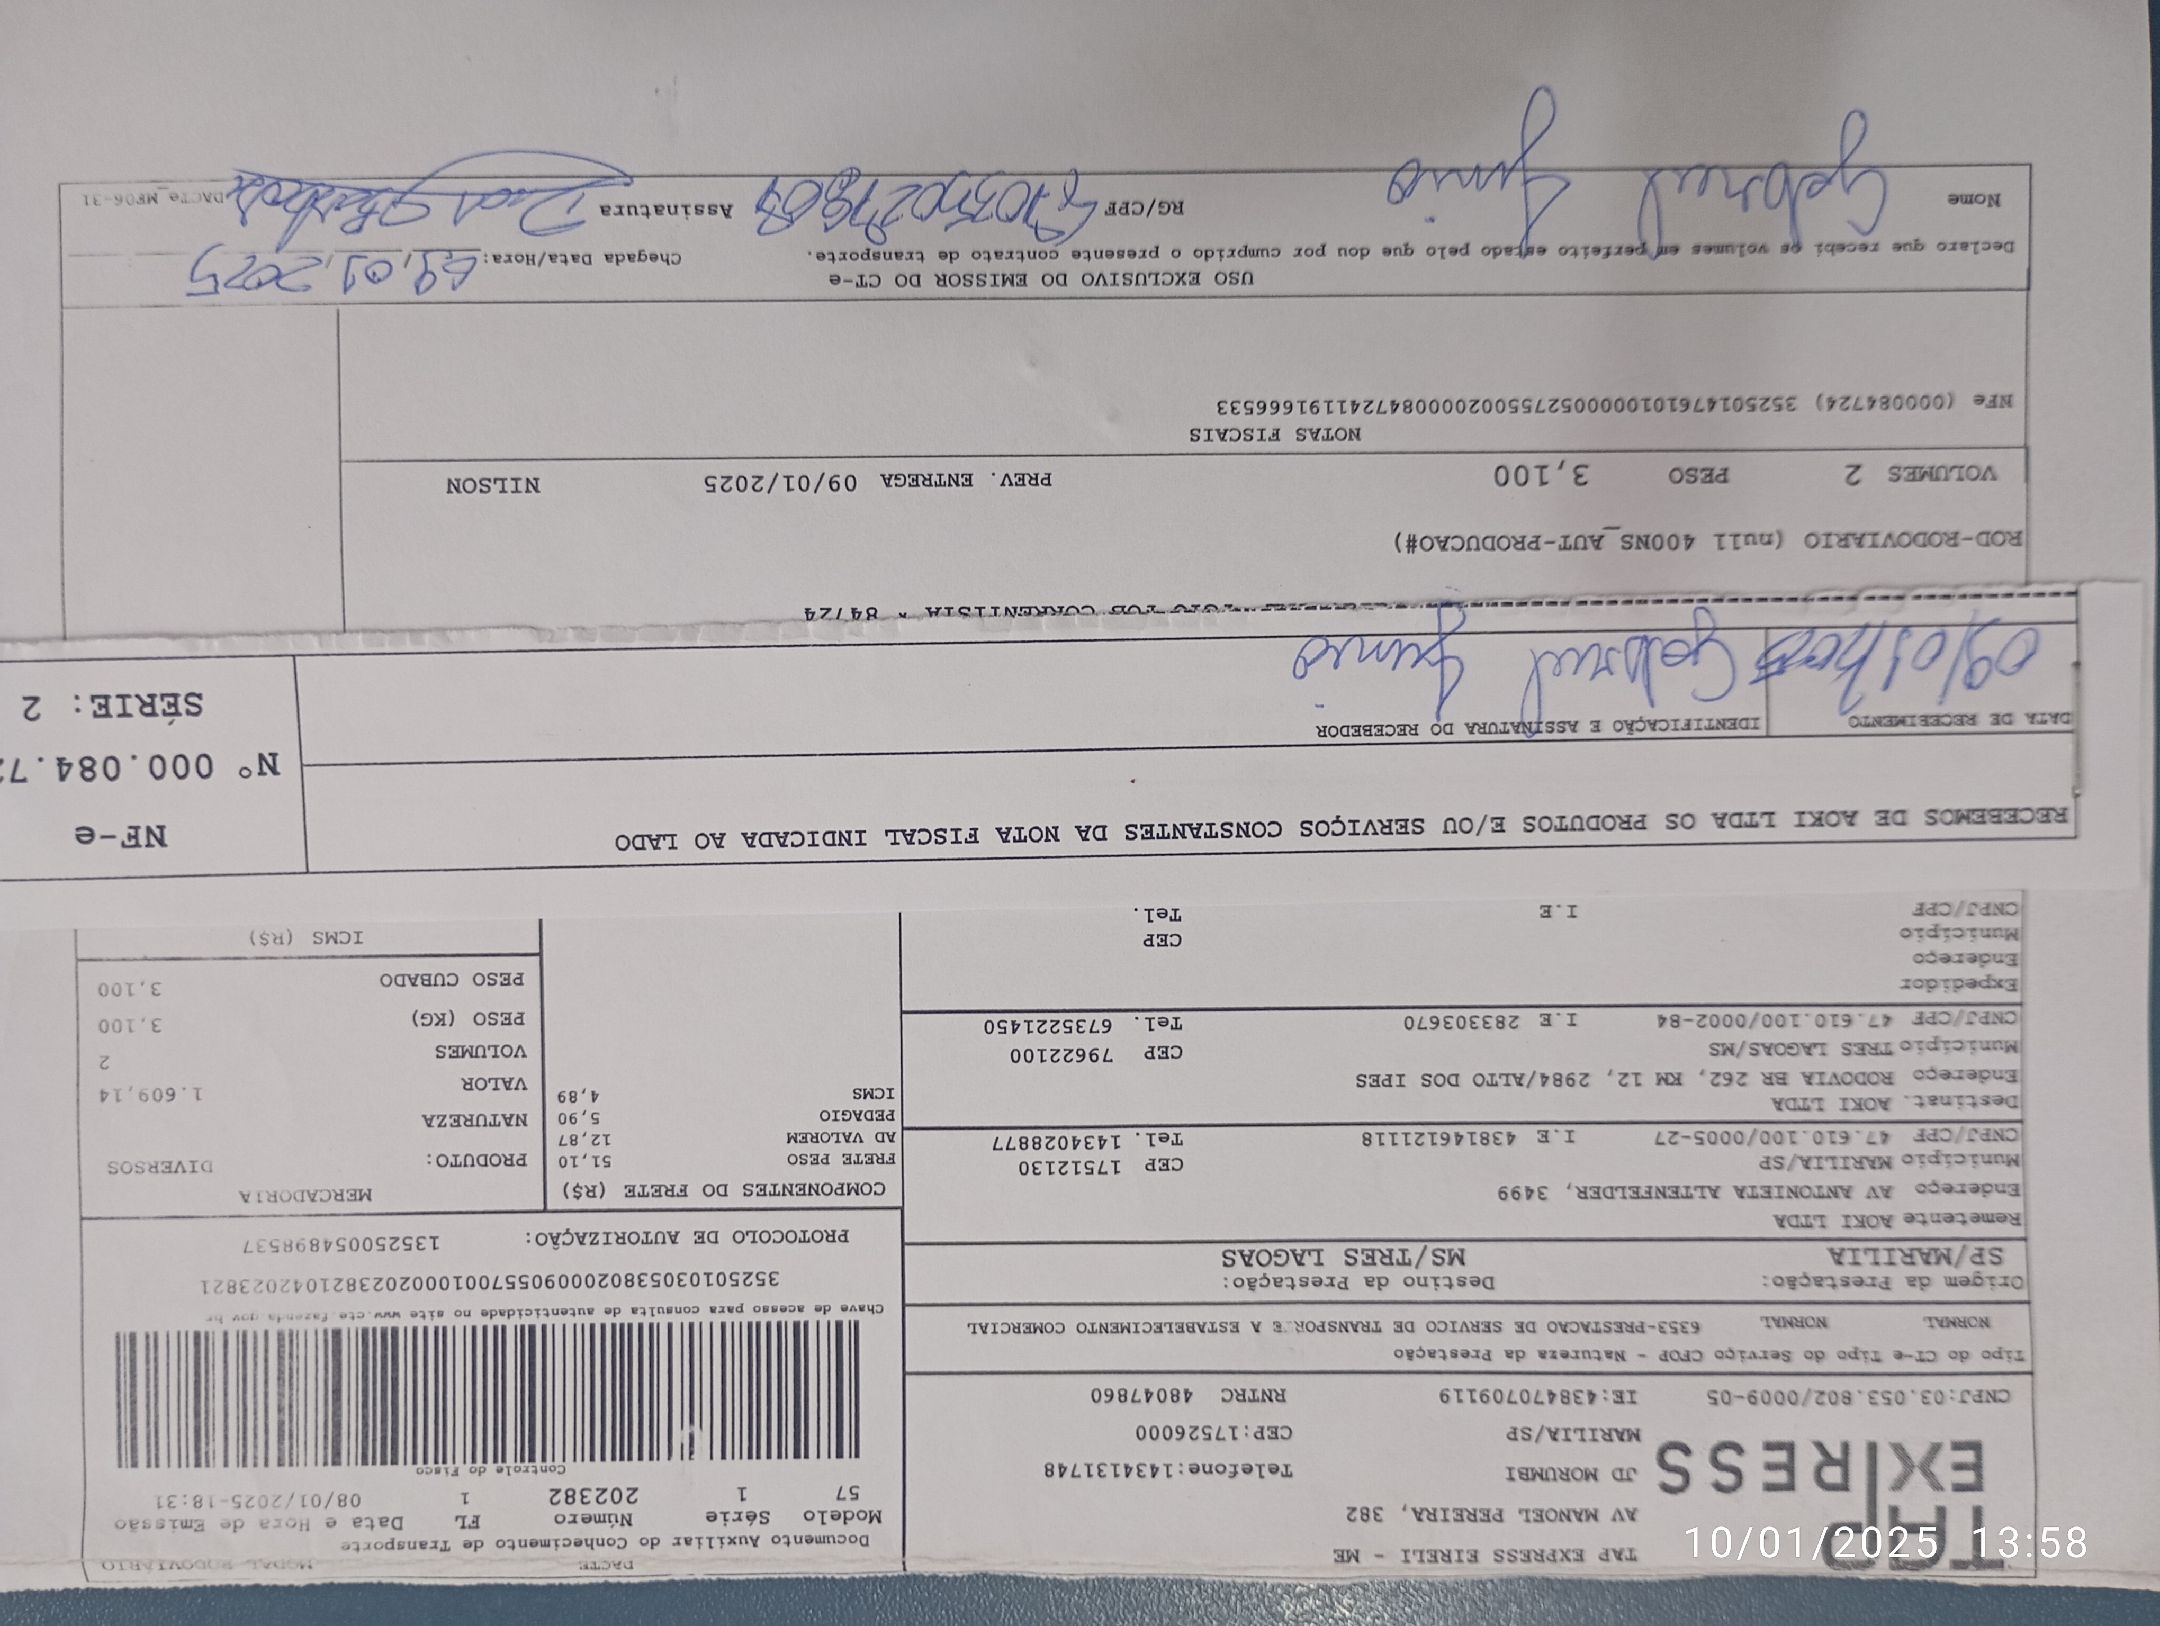 DACTE MODAL RODOVIÁRIO
TAP EXPRESS
TAP EXPRESS EIRELI - ME
AV MANOEL PEREIRA, 382
JD MORUMBI Telefone:1434131748
MARILIA/SP CEP:17526000
CNPJ:03.053.802/0009-05 IE:438470709119 RNTRC 48047860
Documento Auxiliar do Conhecimento de Transporte
Modelo Série Número FL Data e Hora de Emissão
57 1 202382 1 08/01/2025-18:31
Controle do Fisco
Chave de acesso para consulta de autenticidade no site www.cte.fazenda.gov.br
35250103053802000905570010002023821042023821
PROTOCOLO DE AUTORIZAÇÃO: 135250054898537
Tipo do CT-e Tipo do Serviço CFOP - Natureza da Prestação
NORMAL NORMAL 6353-PRESTACAO DE SERVICO DE TRANSPORTE A ESTABELECIMENTO COMERCIAL
Origem da Prestação: Destino da Prestação:
SP/MARILIA MS/TRES LAGOAS
Remetente AOKI LTDA
Endereço AV ANTONIETA ALTENFELDER, 3499
Município MARILIA/SP CEP 17512130
CNPJ/CPF 47.610.100/0005-27 I.E 438146121118 Tel. 1434028877
Destinat. AOKI LTDA
Endereço RODOVIA BR 262, KM 12, 2984/ALTO DOS IPES
Município TRES LAGOAS/MS CEP 79622100
CNPJ/CPF 47.610.100/0002-84 I.E 283303670 Tel. 6735221450
Expedidor
Endereço
Município CEP
CNPJ/CPF I.E Tel.
COMPONENTES DO FRETE (R$)
FRETE PESO 51,10
AD VALOREM 12,87
PEDAGIO 5,90
ICMS 4,89
MERCADORIA
PRODUTO: DIVERSOS
NATUREZA
VALOR 1.609,14
VOLUMES 2
PESO (KG) 3,100
PESO CUBADO 3,100
ICMS (R$)
RECEBEMOS DE AOKI LTDA OS PRODUTOS E/OU SERVIÇOS CONSTANTES DA NOTA FISCAL INDICADA AO LADO
NF-e
Nº 000.084.7
SÉRIE: 2
DATA DE RECEBIMENTO IDENTIFICAÇÃO E ASSINATURA DO RECEBEDOR
09/01/2025 Gabriel Junio
CORRENTISTA * 84724
ROD-RODOVIARIO (null 400NS_AUT-PRODUCAO#)
VOLUMES 2 PESO 3,100 PREV. ENTREGA 09/01/2025 NILSON
NOTAS FISCAIS
NFe (000084724) 35250147610100000527550020000847241191666533
USO EXCLUSIVO DO EMISSOR DO CT-e
Declaro que recebi os volumes em perfeito estado pelo que dou por cumprido o presente contrato de transporte. Chegada Data/Hora: 09,01,2025
Nome Gabriel Junio RG/CPF Assinatura DACTe_MF06-31
10/01/2025 13:58